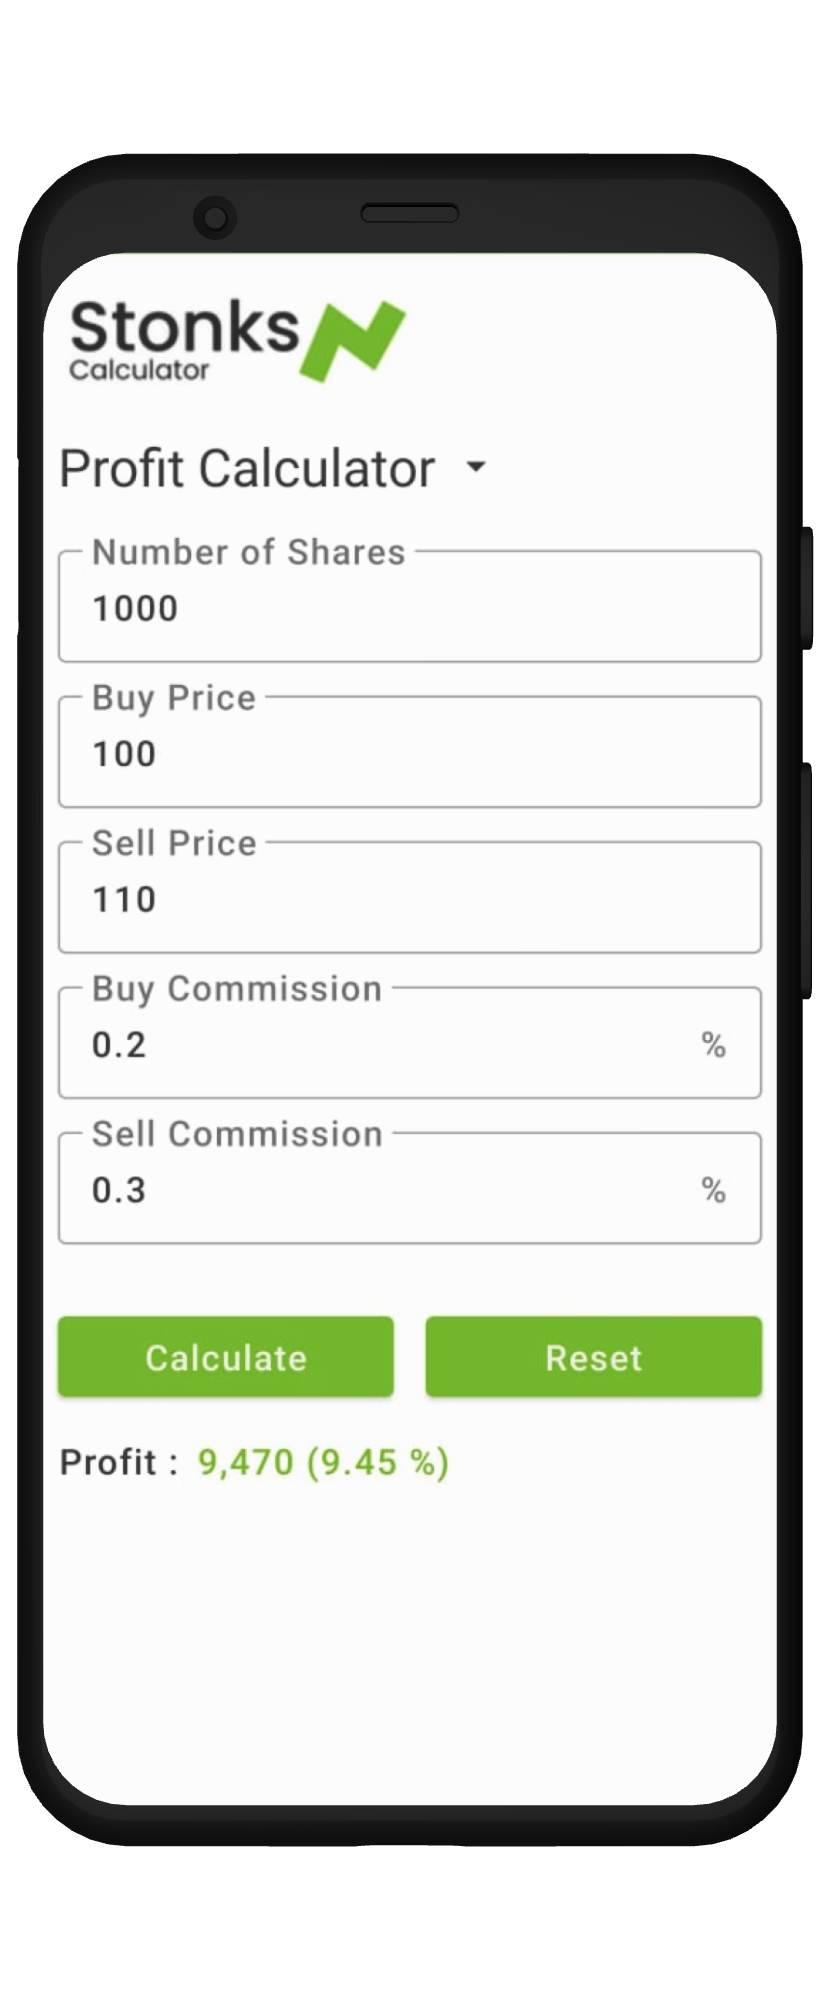 Stonks
Calculator
Profit Calculator
Number of Shares
1000
Buy Price
100
Sell Price
110
Buy Commission
0.2 %
Sell Commission
0.3 %
Calculate Reset
Profit : 9,470 (9.45 %)